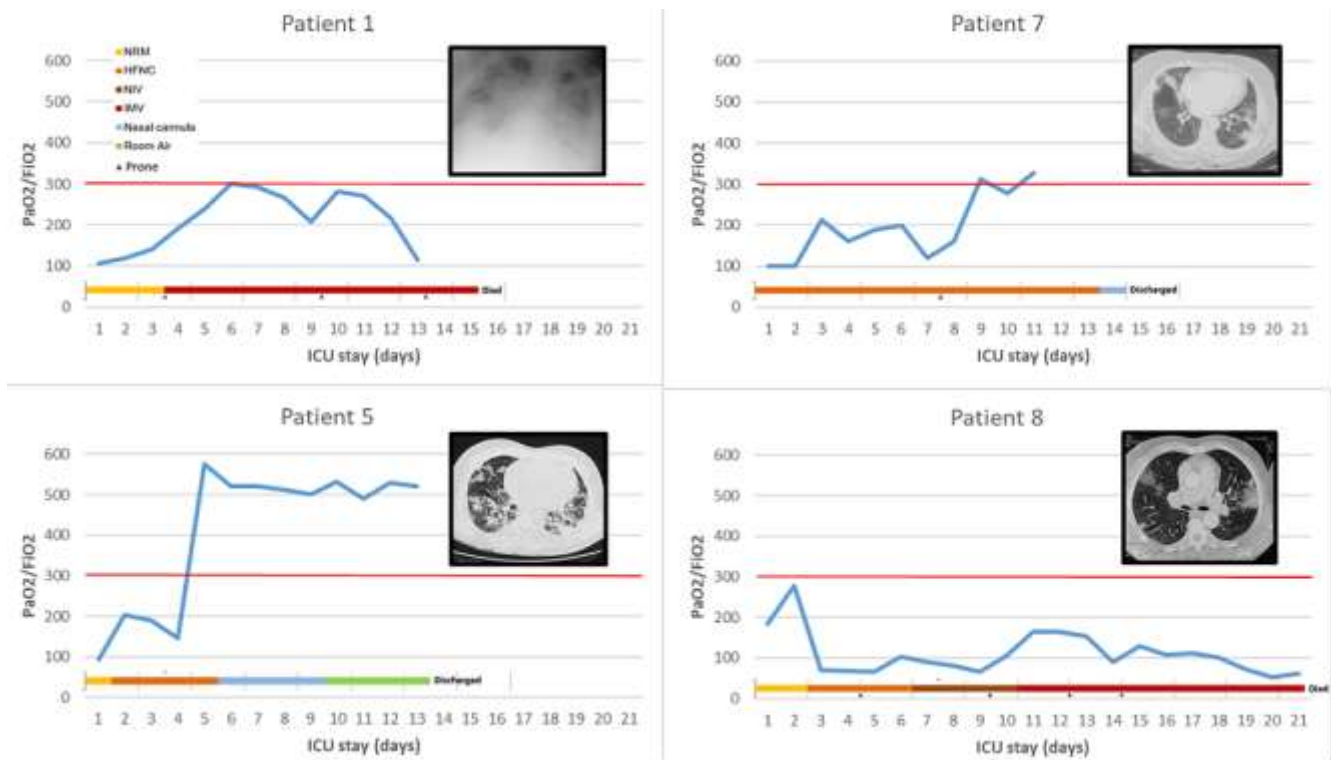 Patient 1
NRM
HFNC
NIV
IMV
Nasal cannula
Room Air
Prone
PaO2/FiO2
600
500
400
300
200
100
0
Died
1 2 3 4 5 6 7 8 9 10 11 12 13 14 15 16 17 18 19 20 21
ICU stay (days)
Patient 7
PaO2/FiO2
600
500
400
300
200
100
0
Discharged
1 2 3 4 5 6 7 8 9 10 11 12 13 14 15 16 17 18 19 20 21
ICU stay (days)
Patient 5
PaO2/FiO2
600
500
400
300
200
100
0
Discharged
1 2 3 4 5 6 7 8 9 10 11 12 13 14 15 16 17 18 19 20 21
ICU stay (days)
Patient 8
PaO2/FiO2
600
500
400
300
200
100
0
Died
1 2 3 4 5 6 7 8 9 10 11 12 13 14 15 16 17 18 19 20 21
ICU stay (days)